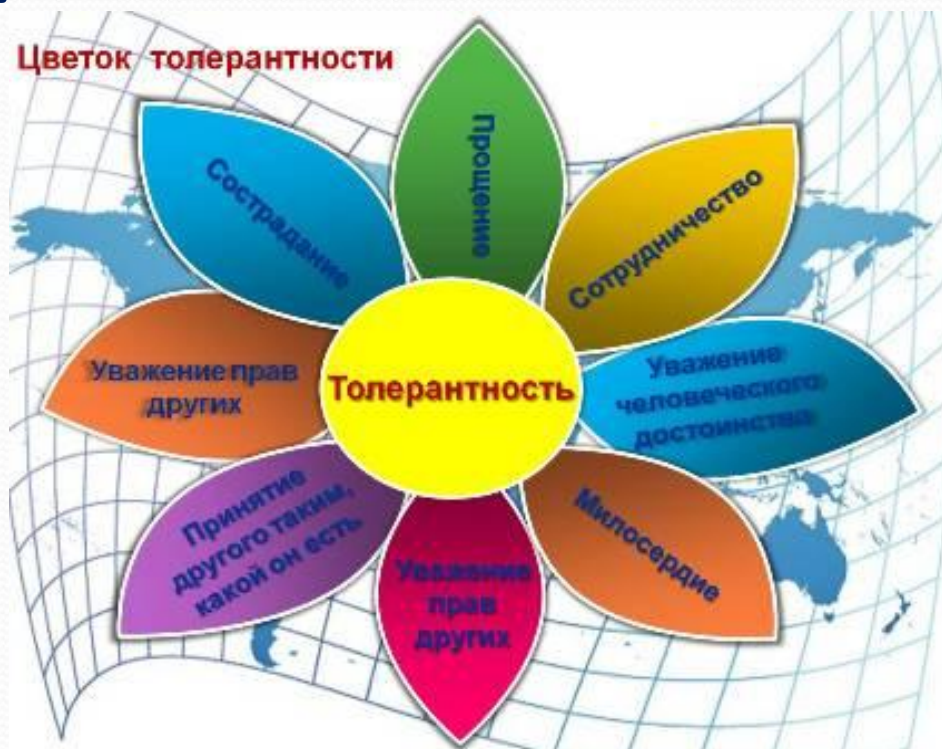 Цветок толерантности
Прощение
Сотрудничество
Уважение
человеческого
достоинства
Милосердие
Уважение
прав
других
Принятие
другого таким,
какой он есть
Уважение прав
других
Сострадание
Толерантность